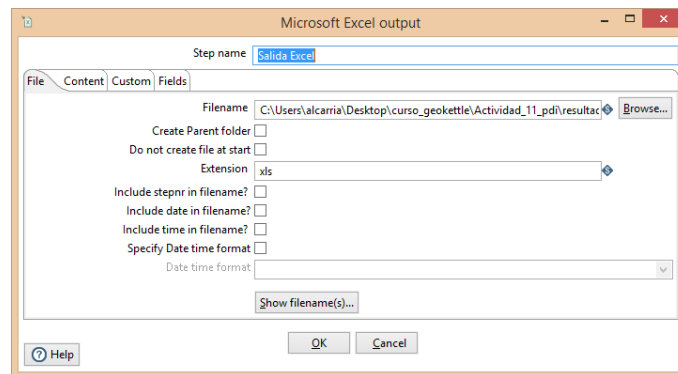 Microsoft Excel output
Step name Salida Excel
File Content Custom Fields
Filename C:\Users\alcarria\Desktop\curso_geokettle\Actividad_11_pdi\resultac Browse...
Create Parent folder
Do not create file at start
Extension xls
Include stepnr in filename?
Include date in filename?
Include time in filename?
Specify Date time format
Date time format
Show filename(s)...
OK Cancel
Help